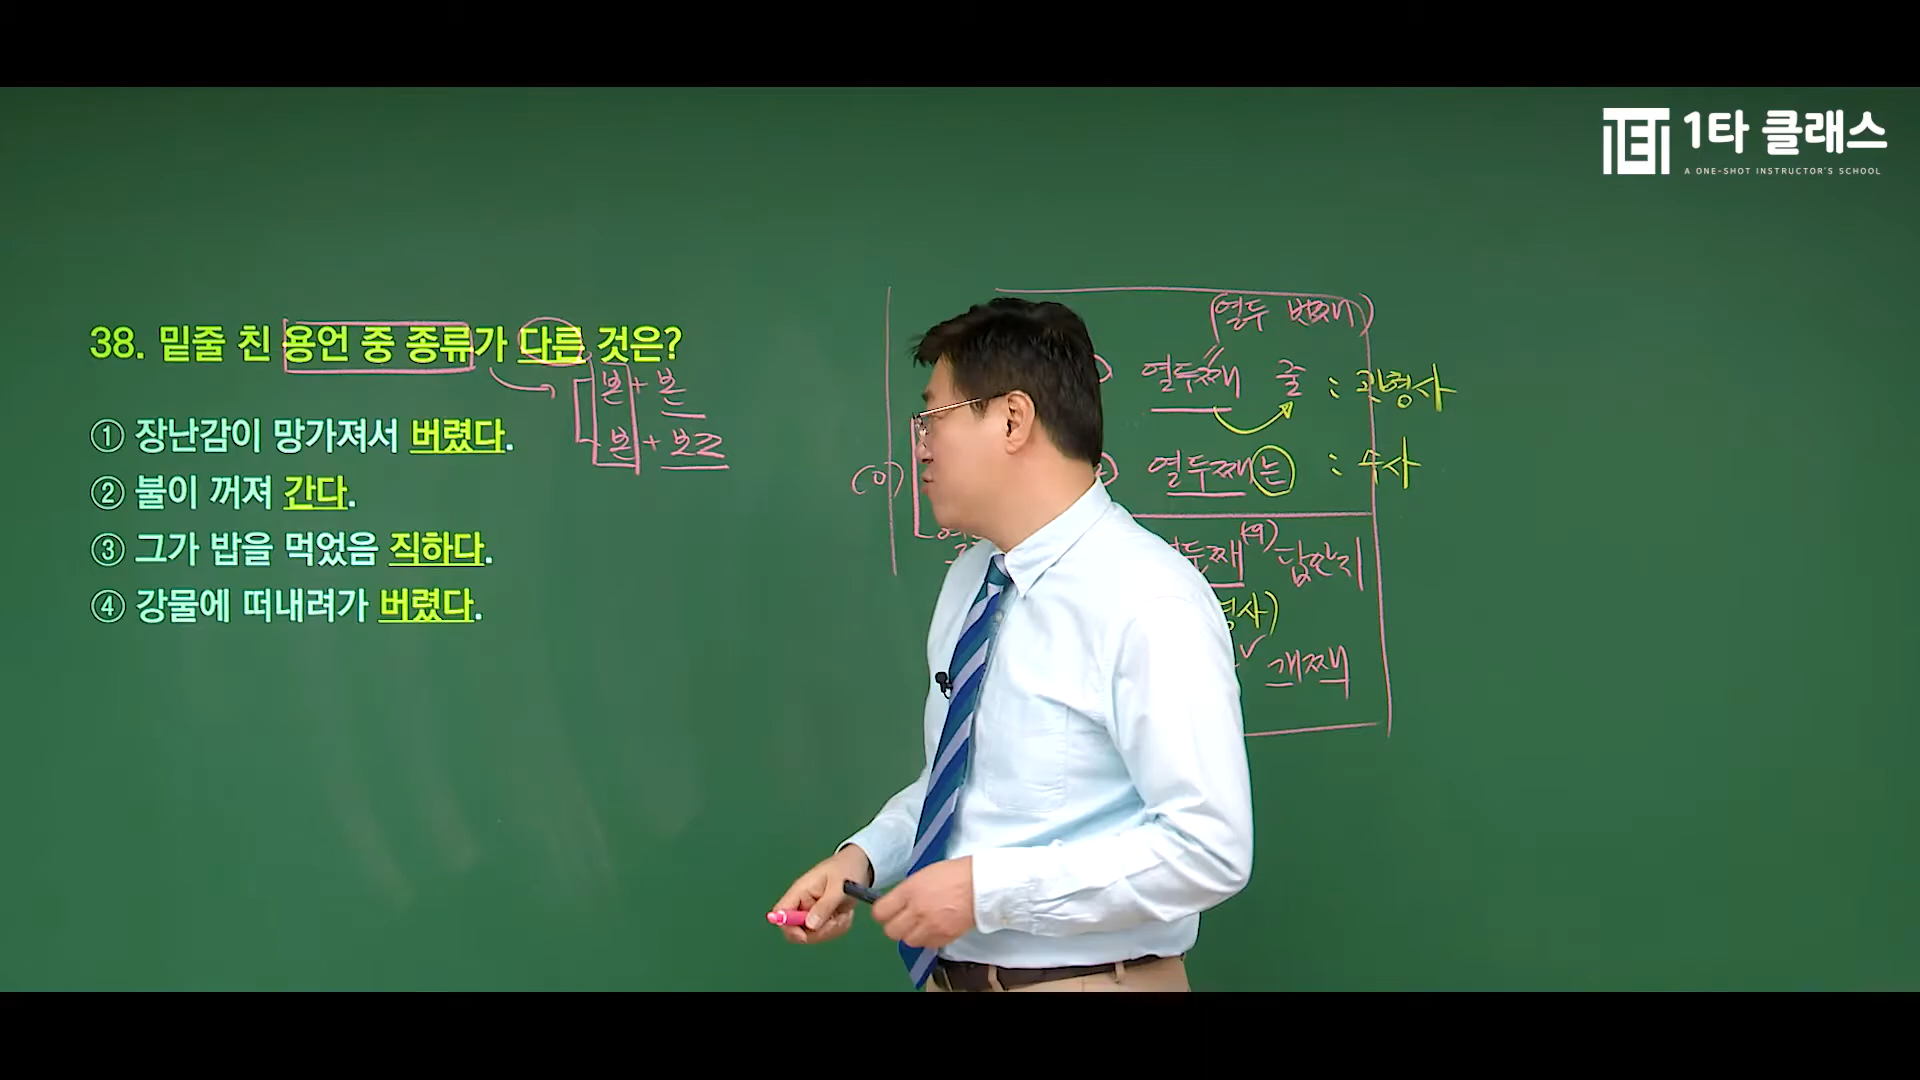 1타 클래스
A ONE-SHOT INSTRUCTOR'S SCHOOL
38. 밑줄 친 용언 중 종류가 다른 것은?
① 장난감이 망가져서 버렸다.
② 불이 꺼져 간다.
③ 그가 밥을 먹었음 직하다.
④ 강물에 떠내려가 버렸다.
본 + 본
본 + 보조
(열두 번째)
열두째 줄 : 관형사
열두째는 : 수사
(이)
개째